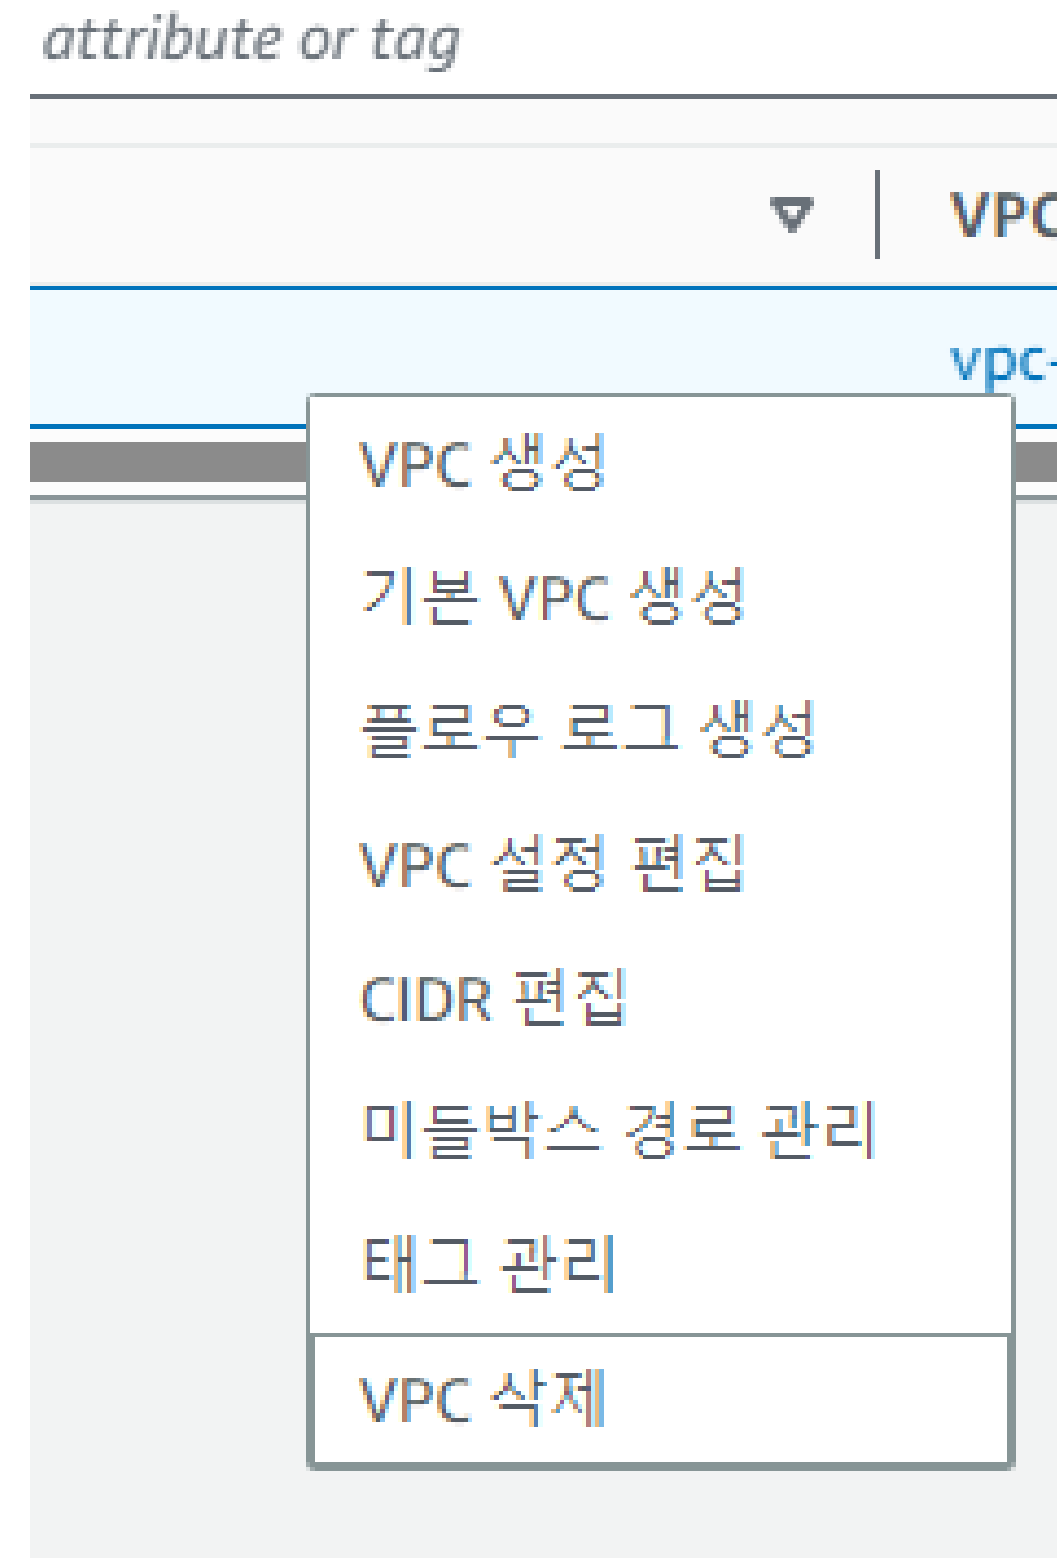 attribute or tag
VPC
vpc-
VPC 생성
기본 VPC 생성
플로우 로그 생성
VPC 설정 편집
CIDR 편집
미들박스 경로 관리
태그 관리
VPC 삭제